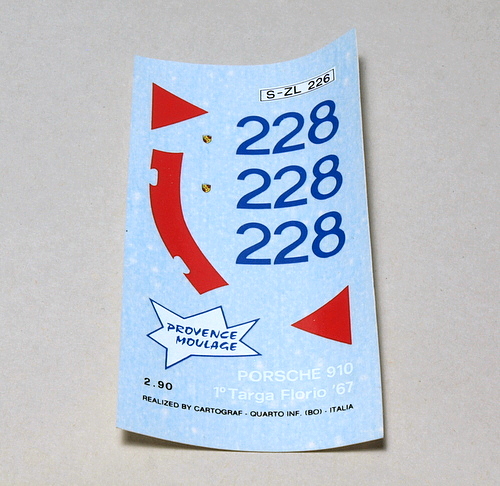 S-ZL 226
228
228
228
PROVENCE
MOULAGE
PORSCHE 910
2.90
1º Targa Florio '67
REALIZED BY CARTOGRAF - QUARTO INF. (BO) - ITALIA